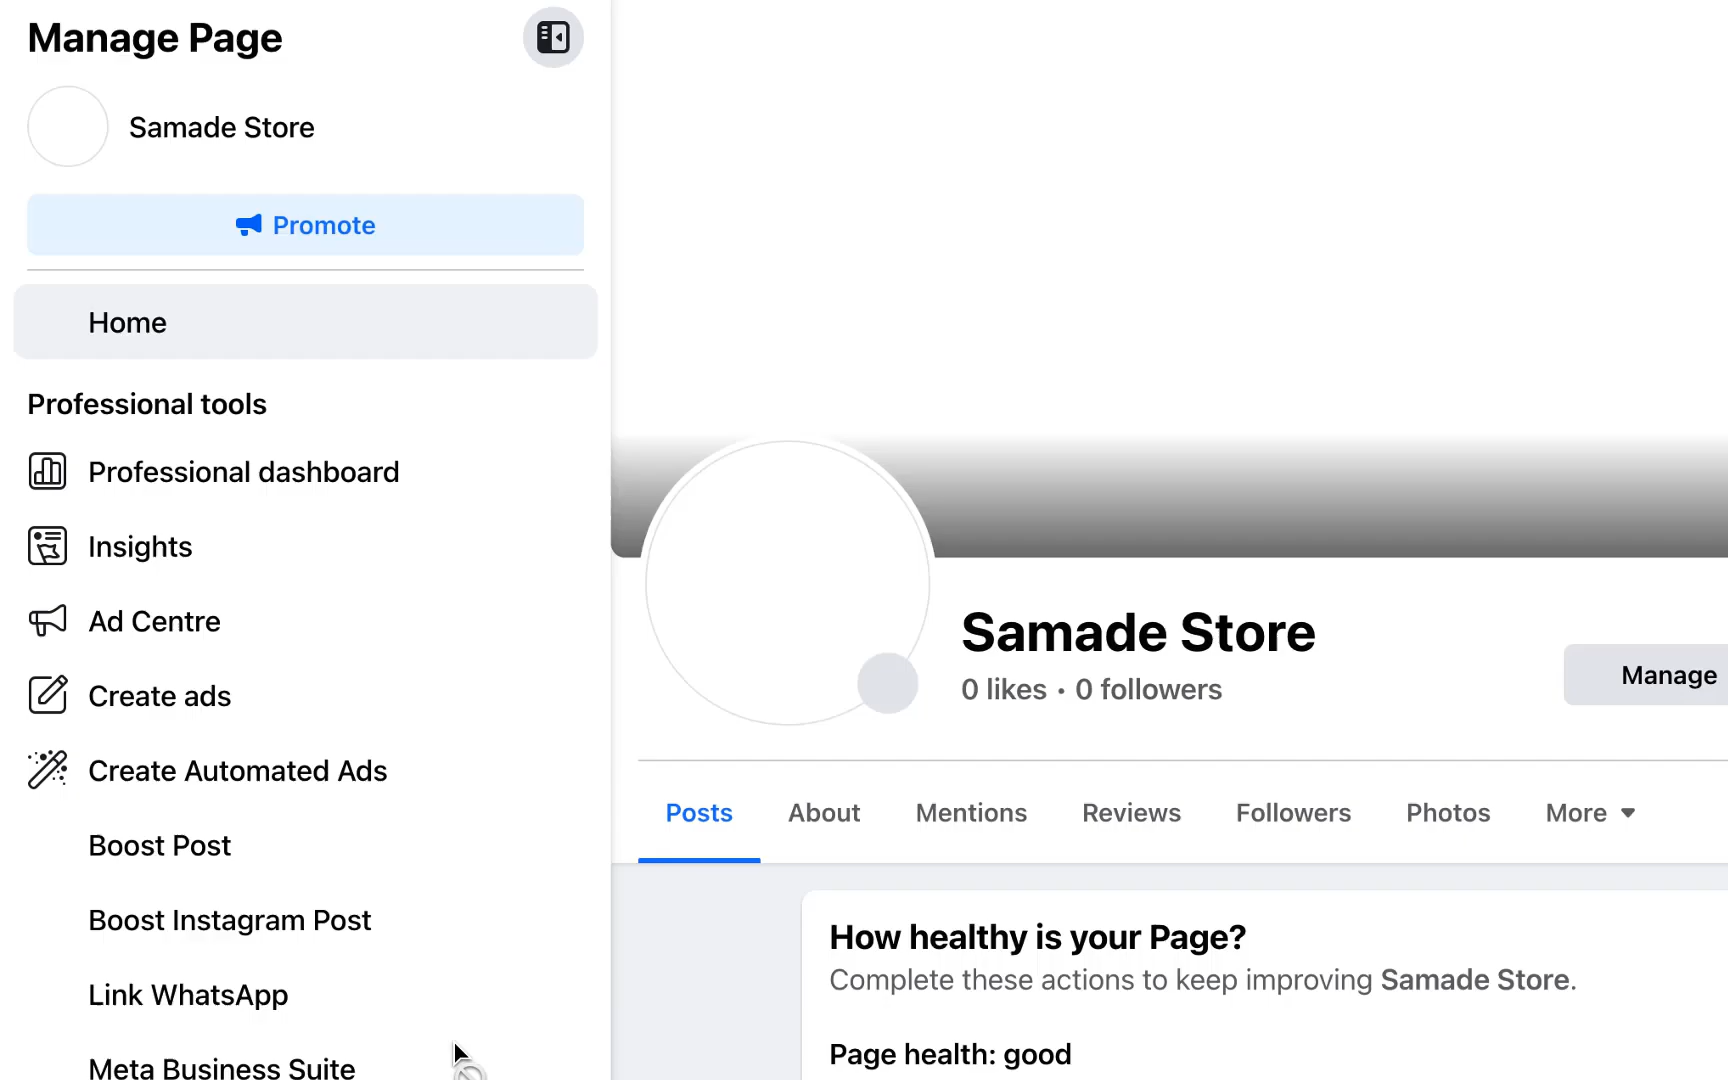 Manage Page
Samade Store
Promote
Home
Professional tools
Professional dashboard
Insights
Ad Centre
Create ads
Create Automated Ads
Boost Post
Boost Instagram Post
Link WhatsApp
Meta Business Suite
Samade Store
0 likes • 0 followers
Manage
Posts About Mentions Reviews Followers Photos More
How healthy is your Page?
Complete these actions to keep improving Samade Store.
Page health: good